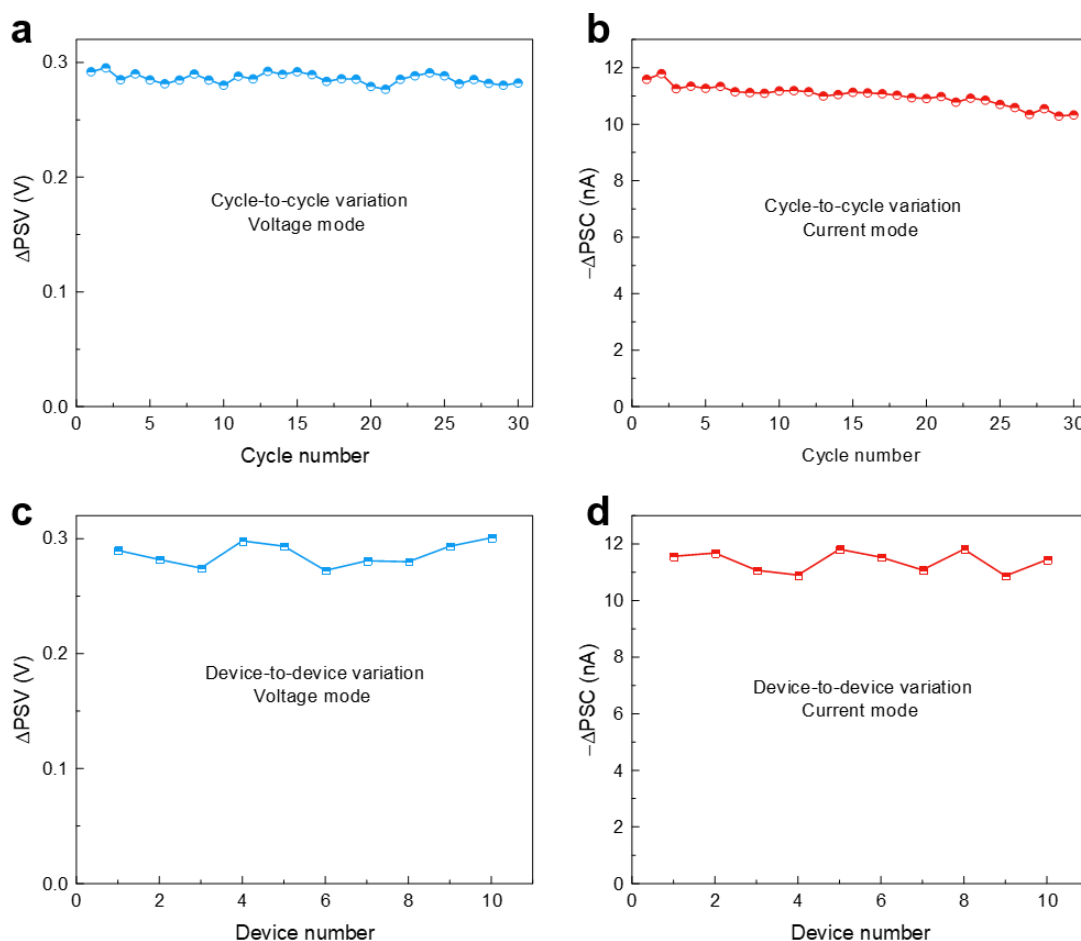 a
0.3
0.2
0.1
0.0
ΔPSV (V)
Cycle-to-cycle variation
Voltage mode
0 5 10 15 20 25 30
Cycle number
b
12
10
8
6
4
2
0
−ΔPSC (nA)
Cycle-to-cycle variation
Current mode
0 5 10 15 20 25 30
Cycle number
c
0.3
0.2
0.1
0.0
ΔPSV (V)
Device-to-device variation
Voltage mode
0 2 4 6 8 10
Device number
d
12
10
8
6
4
2
0
−ΔPSC (nA)
Device-to-device variation
Current mode
0 2 4 6 8 10
Device number